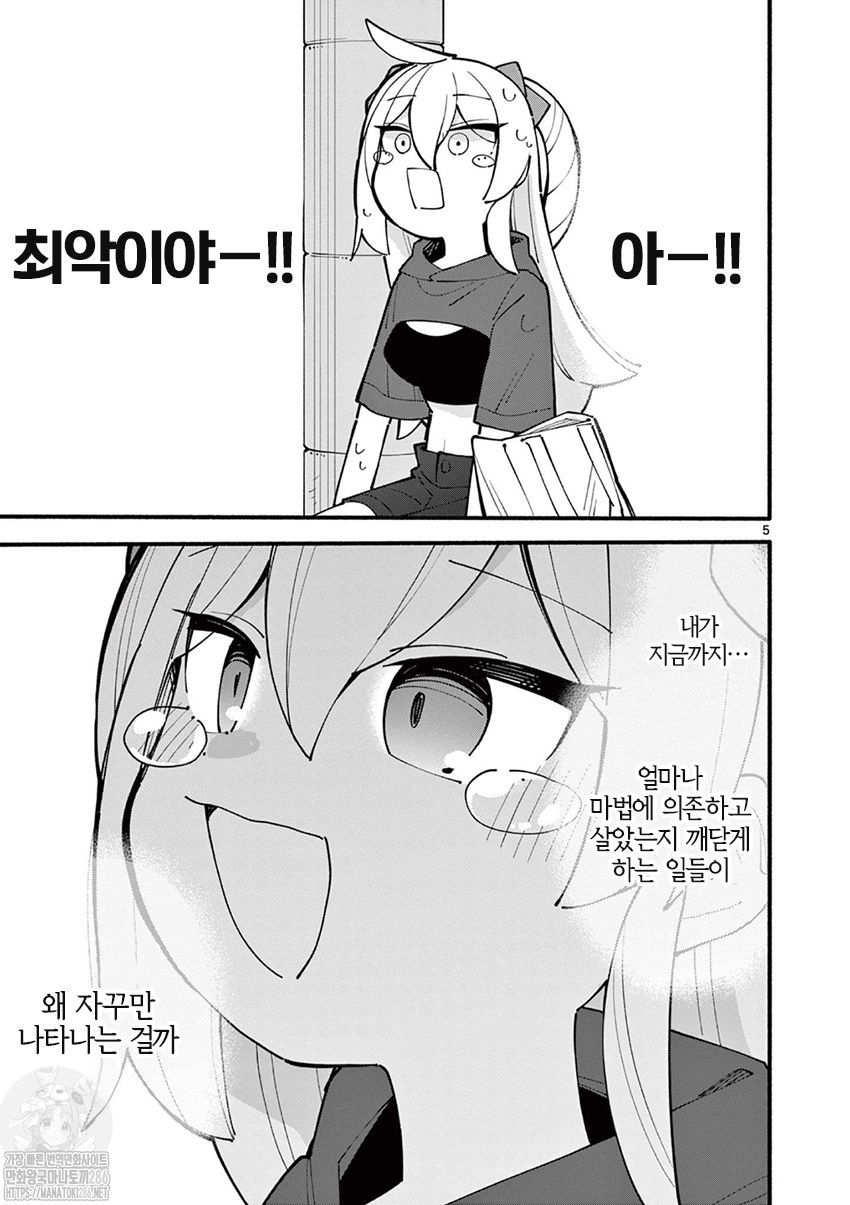 아ー!!
최악이야ー!!
5
내가
지금까지…
얼마나
마법에 의존하고
살았는지 깨닫게
하는 일들이
왜 자꾸만
나타나는 걸까
가장 빠른 번역만화사이트
만화왕국마나토끼286
HTTPS://MANATOKI286.NET